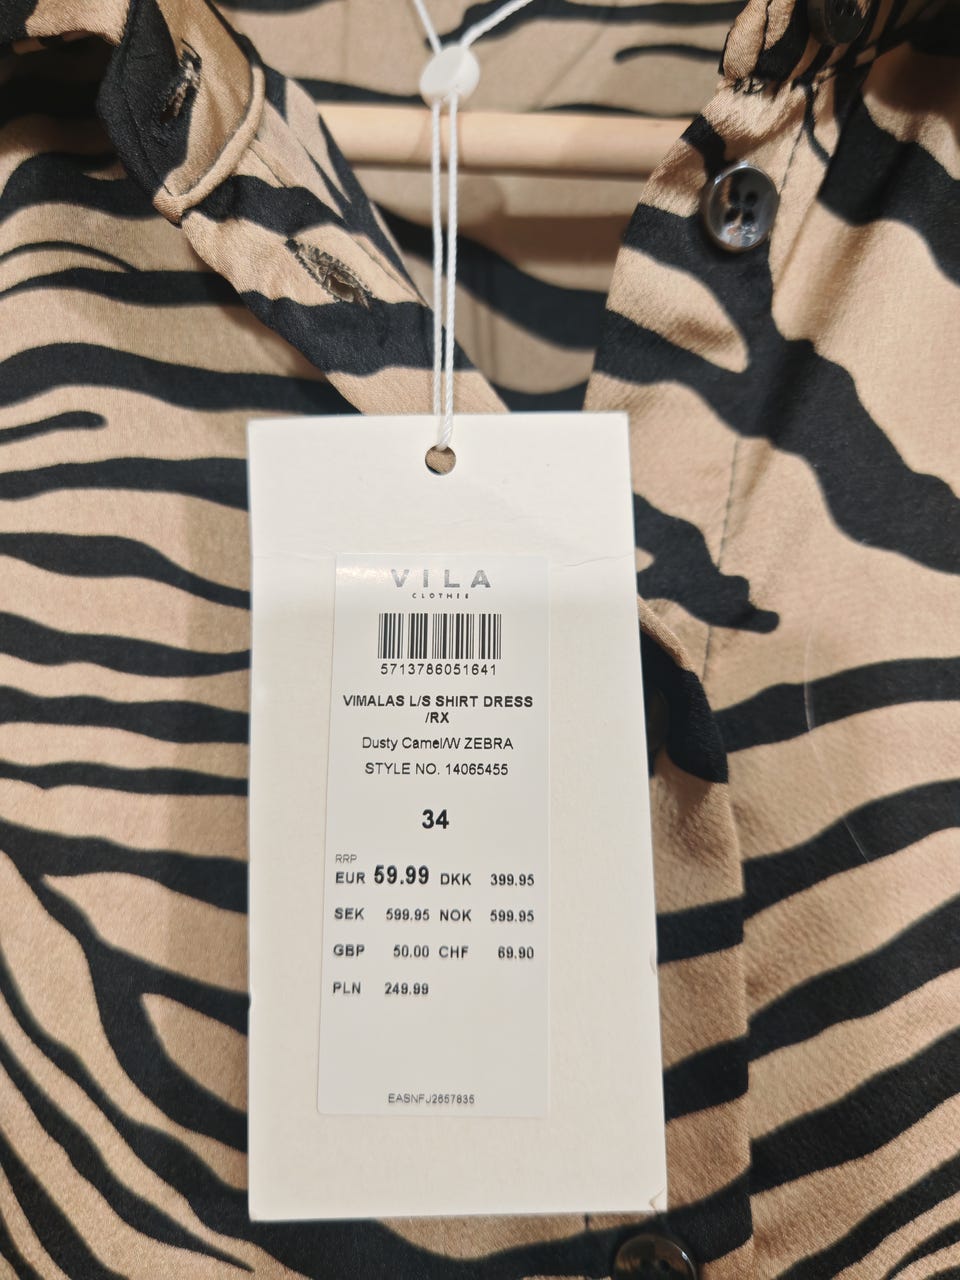 VILA
CLOTHES
5713786051641
VIMALAS L/S SHIRT DRESS
/RX
Dusty Camel/W ZEBRA
STYLE NO. 14065455
34
RRP
EUR 59.99 DKK 399.95
SEK 599.95 NOK 599.95
GBP 50.00 CHF 69.90
PLN 249.99
EASNFJ2657835